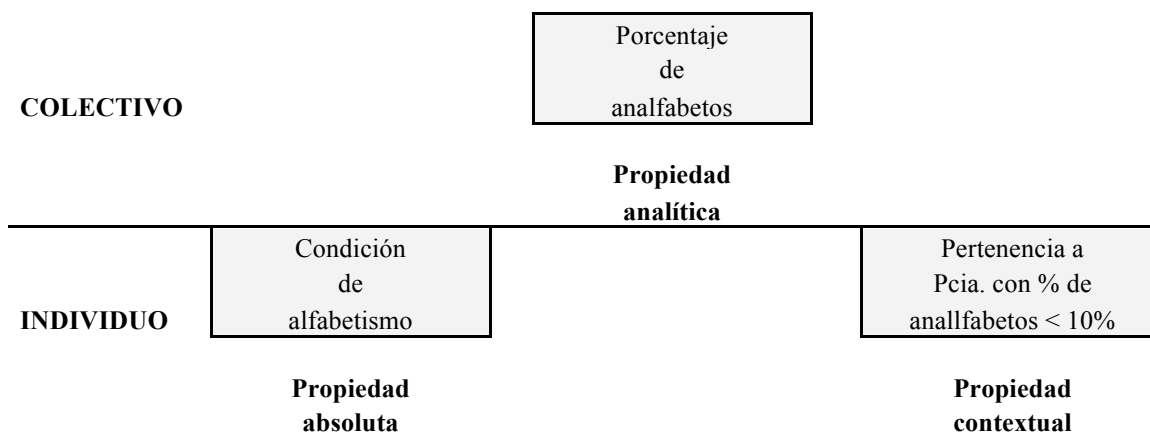 Porcentaje
de
COLECTIVO analfabetos
Propiedad
analítica
Condición Pertenencia a
de Pcia. con % de
INDIVIDUO alfabetismo anallfabetos < 10%
Propiedad Propiedad
absoluta contextual